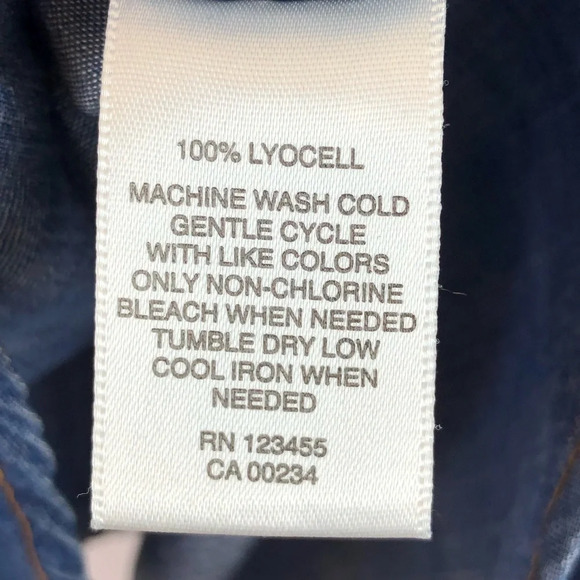 100% LYOCELL
MACHINE WASH COLD
GENTLE CYCLE
WITH LIKE COLORS
ONLY NON-CHLORINE
BLEACH WHEN NEEDED
TUMBLE DRY LOW
COOL IRON WHEN
NEEDED
RN 123455
CA 00234